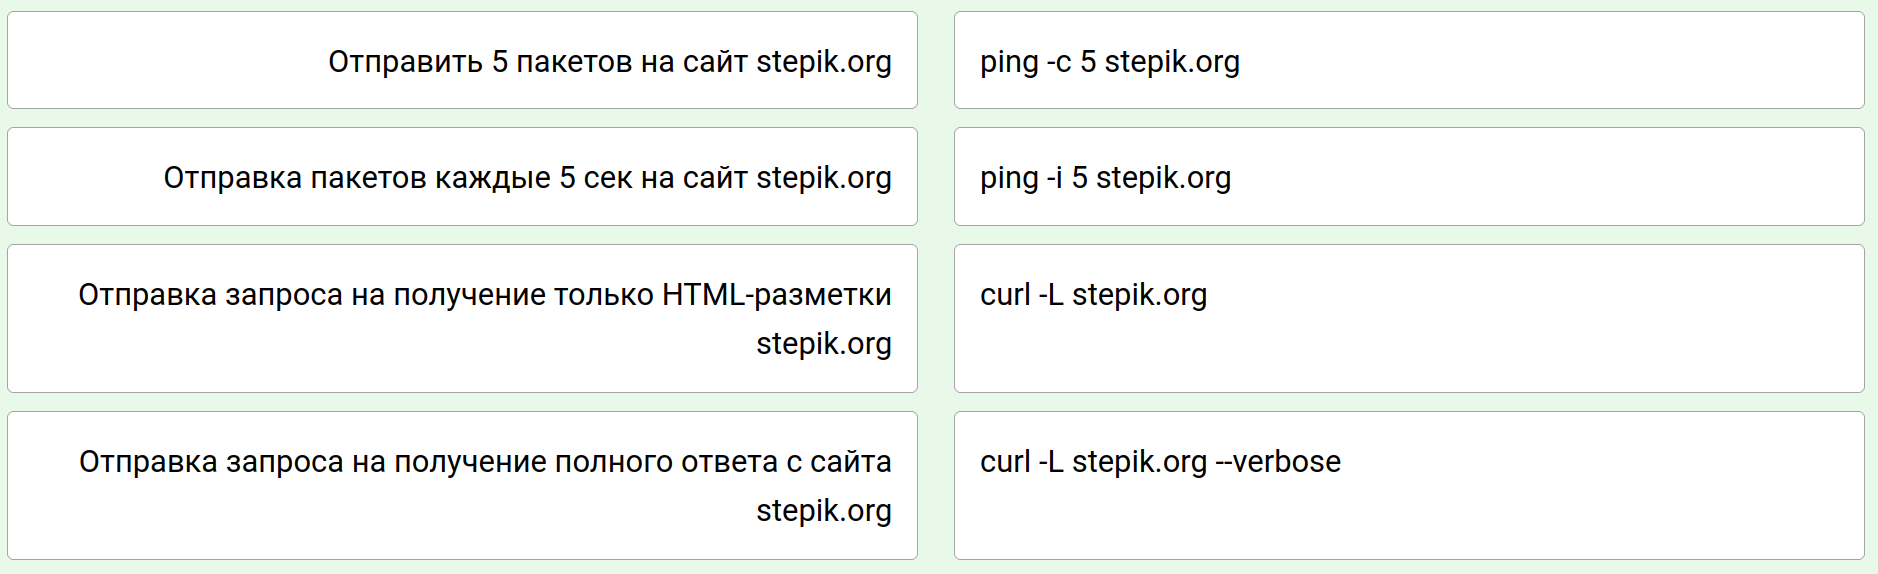 Отправить 5 пакетов на сайт stepik.org
ping -c 5 stepik.org
Отправка пакетов каждые 5 сек на сайт stepik.org
ping -i 5 stepik.org
Отправка запроса на получение только HTML-разметки
stepik.org
curl -L stepik.org
Отправка запроса на получение полного ответа с сайта
stepik.org
curl -L stepik.org --verbose